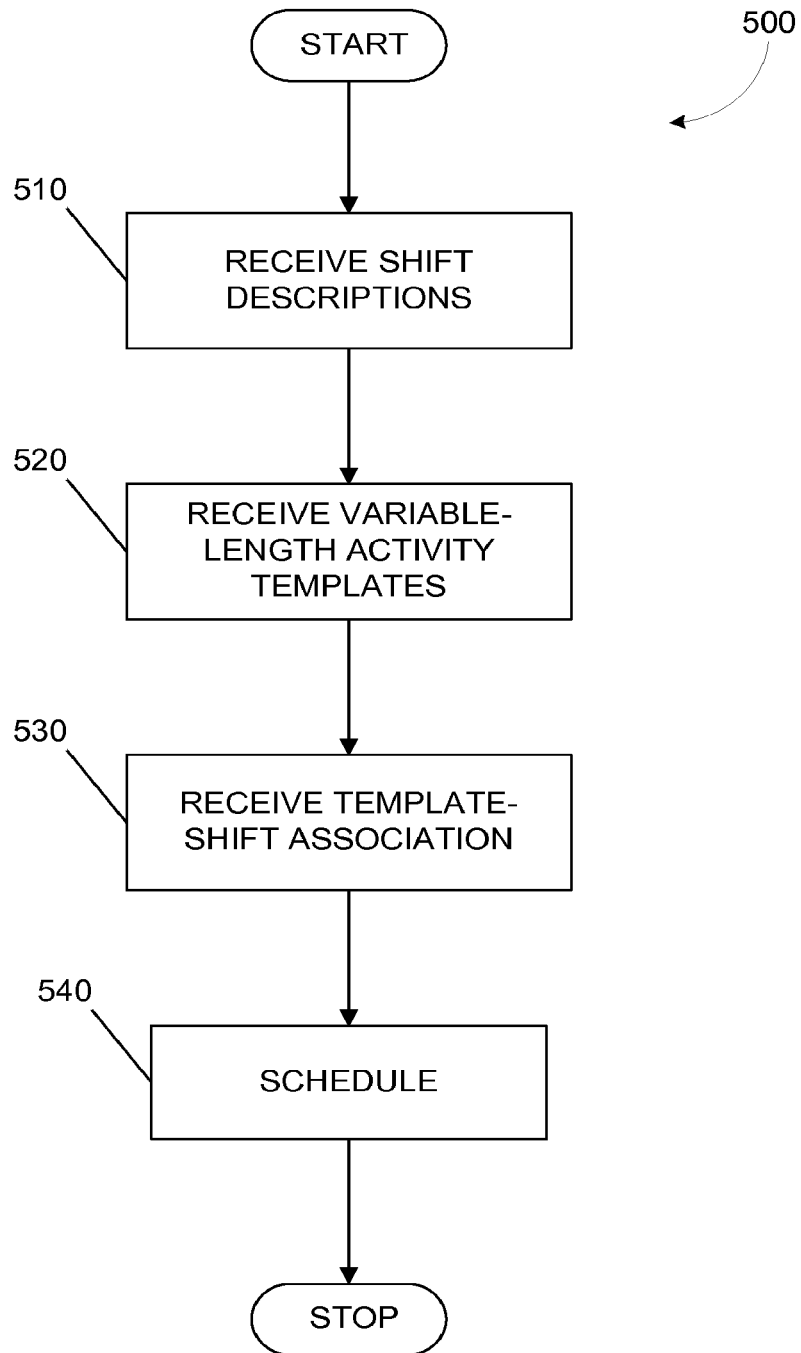 START
500
510
RECEIVE SHIFT
DESCRIPTIONS
520
RECEIVE VARIABLE-
LENGTH ACTIVITY
TEMPLATES
530
RECEIVE TEMPLATE-
SHIFT ASSOCIATION
540
SCHEDULE
STOP